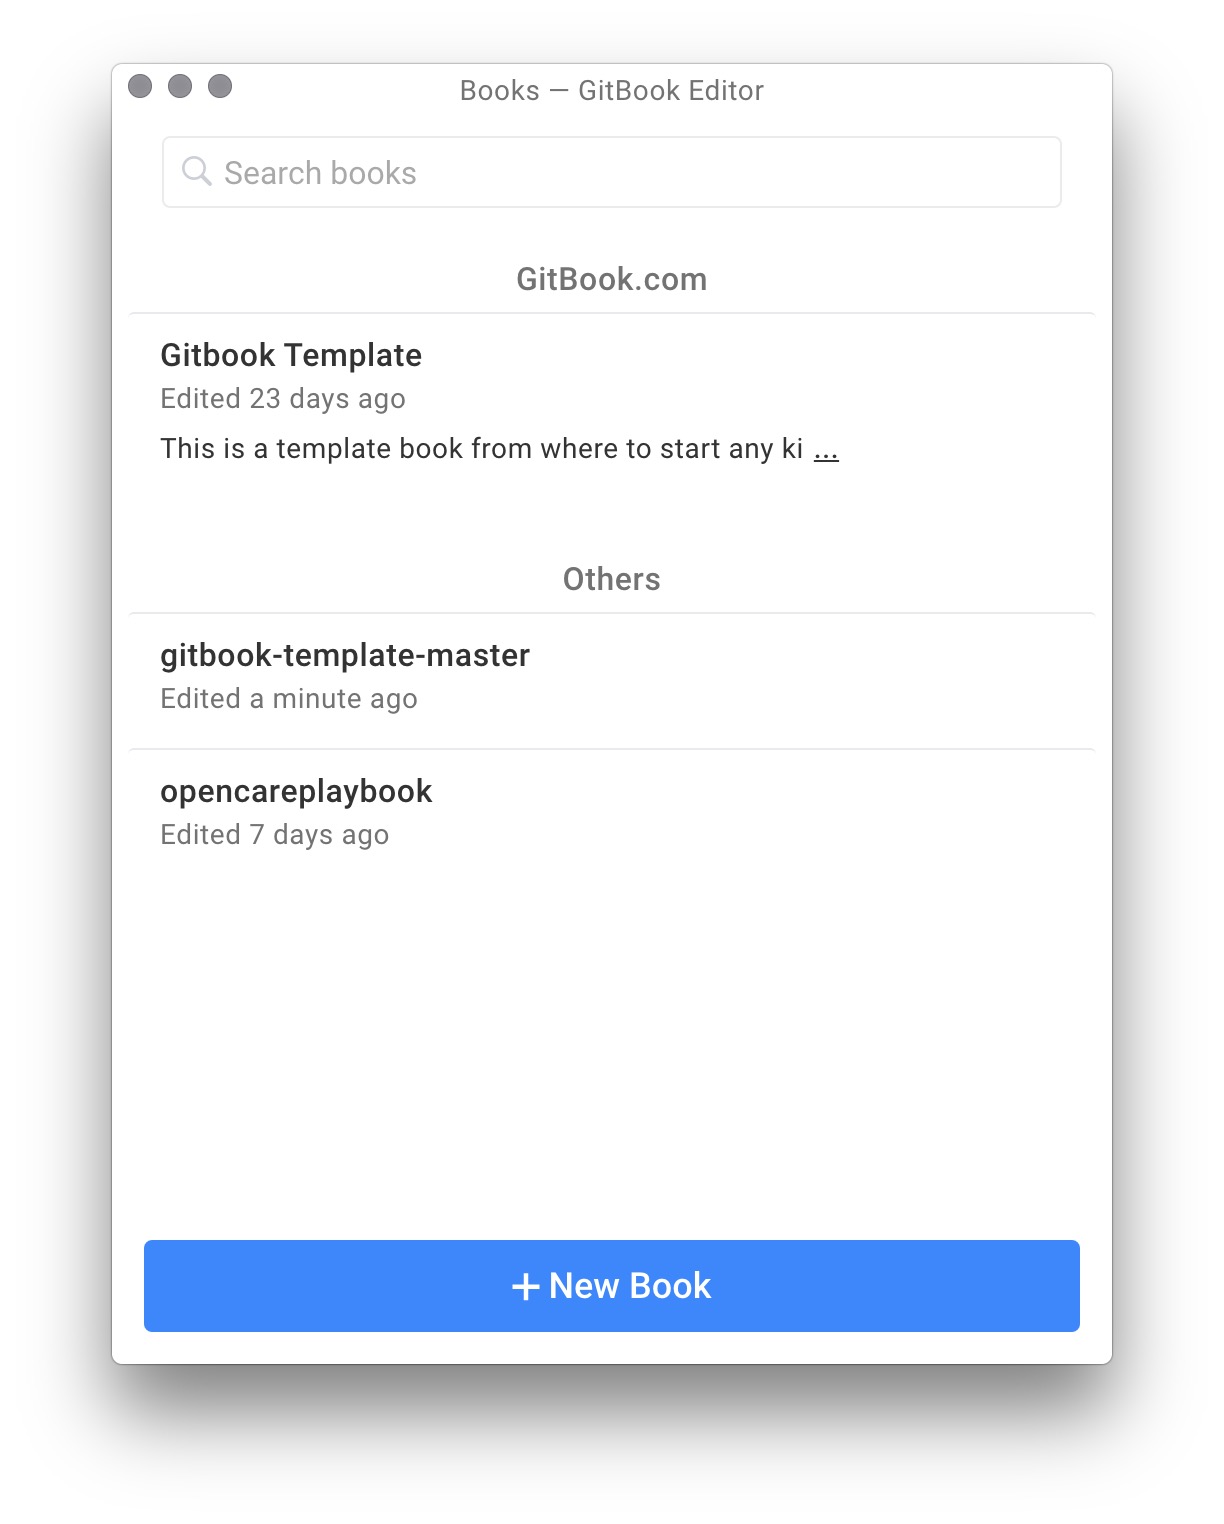 Books — GitBook Editor
Search books
GitBook.com
Gitbook Template
Edited 23 days ago
This is a template book from where to start any ki ...
Others
gitbook-template-master
Edited a minute ago
opencareplaybook
Edited 7 days ago
+ New Book